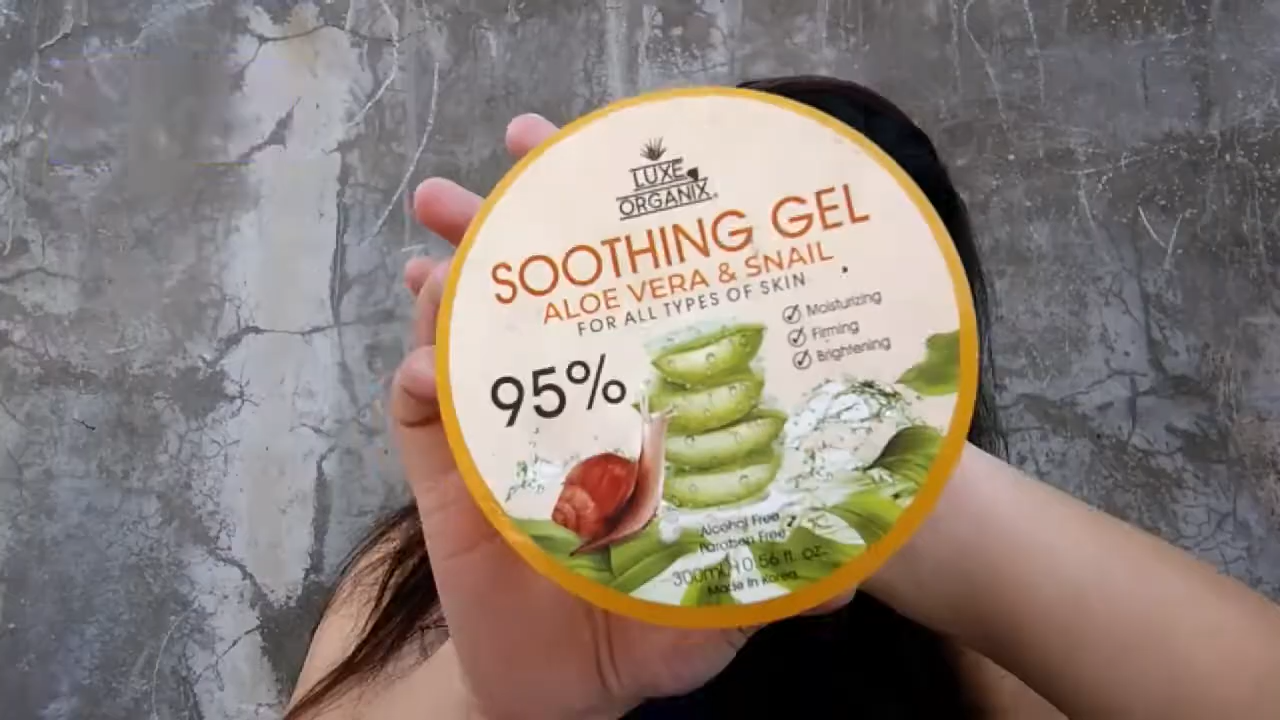 LUXE
ORGANIX
SOOTHING GEL
ALOE VERA & SNAIL
FOR ALL TYPES OF SKIN
Moisturizing
Firming
Brightening
95%
Alcohol Free
Paraben Free
300ml/10.56 fl. oz.
Made in Korea